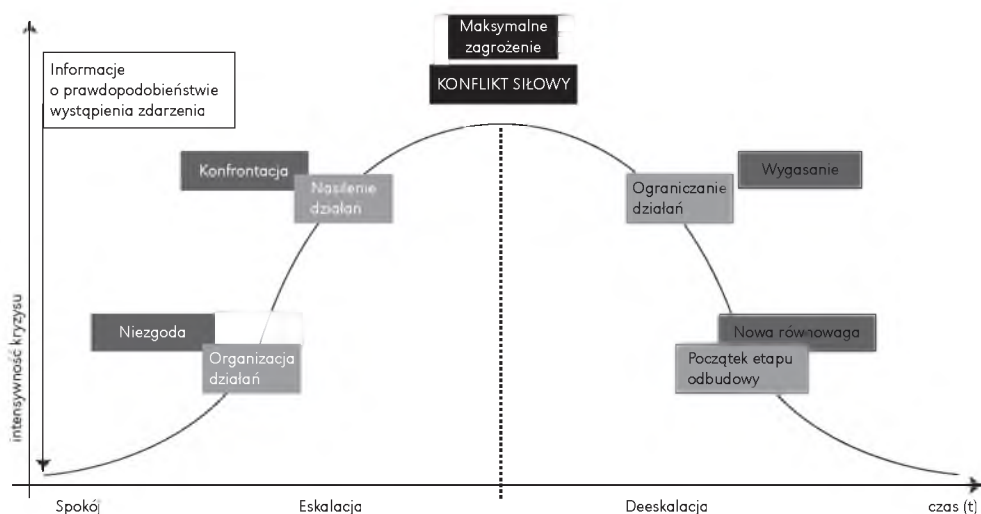 Maksymalne
zagrożenie
KONFLIKT SIŁOWY
Informacje
o prawdopodobieństwie
wystąpienia zdarzenia
Konfrontacja
Nasilenie
działań
Ograniczanie
działań
Wygasanie
Niezgoda
Organizacja
działań
Nowa równowaga
Początek etapu
odbudowy
intensywność kryzysu
Spokój
Eskalacja
Deeskalacja
czas (t)